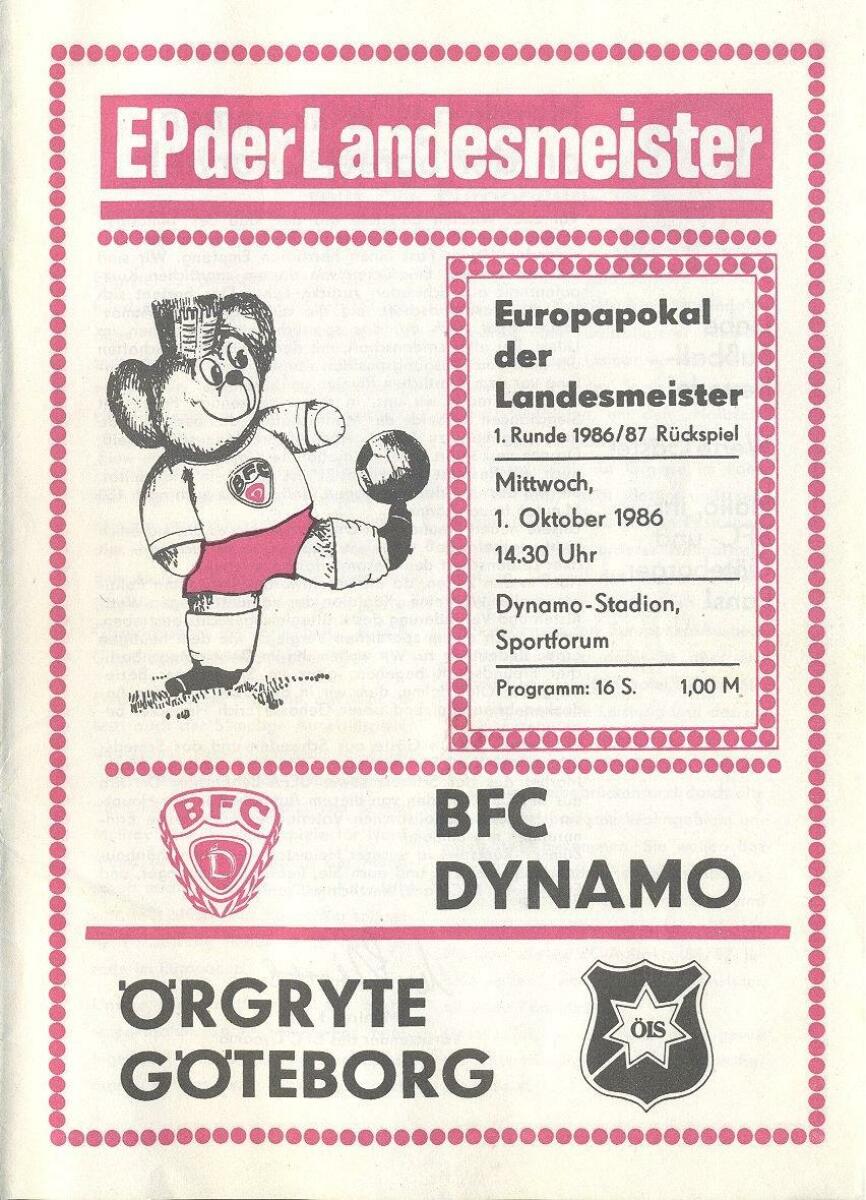 EP der Landesmeister
Europapokal
der
Landesmeister
1. Runde 1986/87 Rückspiel
Mittwoch,
1. Oktober 1986
14.30 Uhr
Dynamo-Stadion,
Sportforum
Programm: 16 S. 1,00 M
BFC
BFC
D
BFC
DYNAMO
ÖRGRYTE
GÖTEBORG
ÖIS